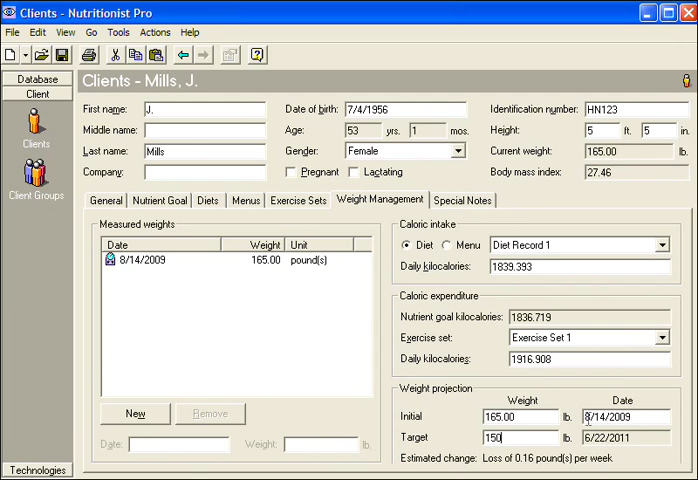 Clients - Nutritionist Pro
File Edit View Go Tools Actions Help
Database
Client
Clients
Client Groups
Technologies
Clients - Mills, J.
First name: J. Date of birth: 7/4/1956 Identification number: HN123
Middle name: Age: 53 yrs. 1 mos. Height: 5 ft. 5 in.
Last name: Mills Gender: Female Current weight: 165.00 lb.
Company: Pregnant Lactating Body mass index: 27.46
General Nutrient Goal Diets Menus Exercise Sets Weight Management Special Notes
Measured weights
Date Weight Unit
8/14/2009 165.00 pound(s)
New Remove
Date: Weight: lb.
Caloric intake
Diet Menu Diet Record 1
Daily kilocalories: 1839.393
Caloric expenditure
Nutrient goal kilocalories: 1836.719
Exercise set: Exercise Set 1
Daily kilocalories: 1916.908
Weight projection
Weight Date
Initial 165.00 lb. 8/14/2009
Target 150 lb. 6/22/2011
Estimated change: Loss of 0.16 pound(s) per week